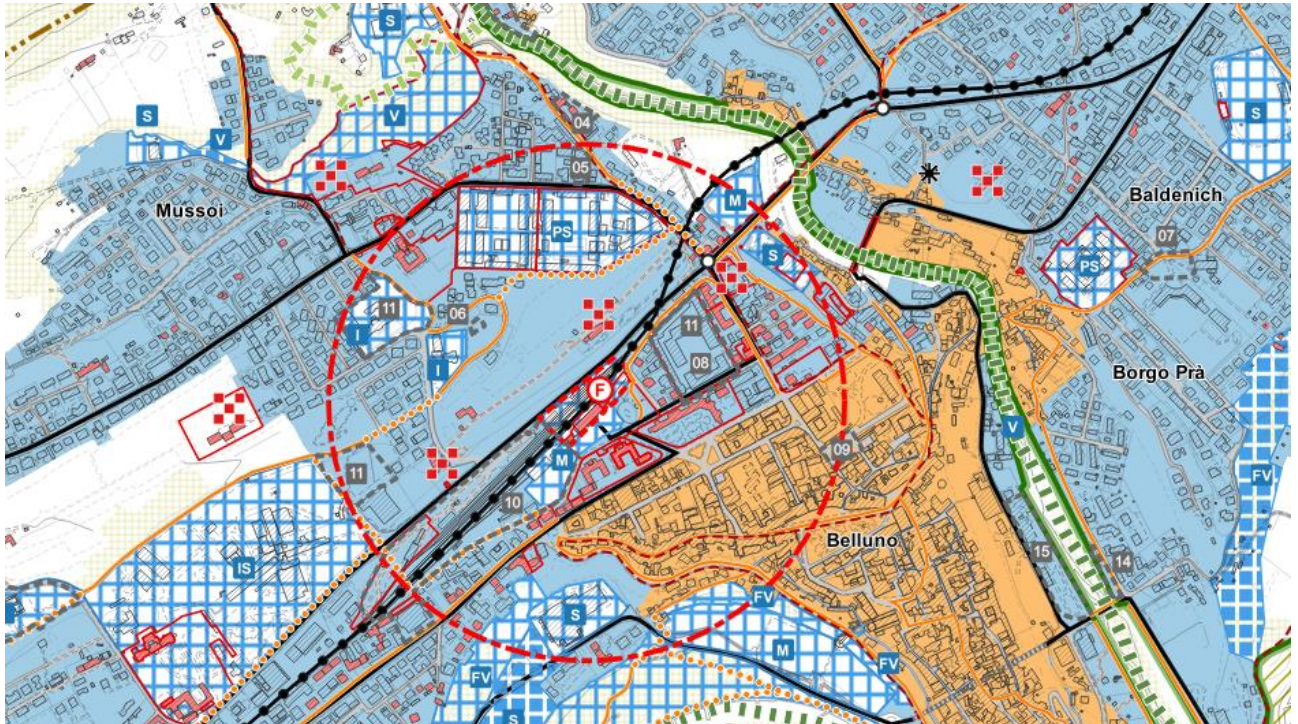 S
S
S
V
V
04
05
Mussoi
PS
M
Baldenich
07
S
PS
11
06
I
I
11
08
F
Borgo Prà
V
11
M
09
10
FV
IS
Belluno
15
14
S
FV
M
FV
FV
S